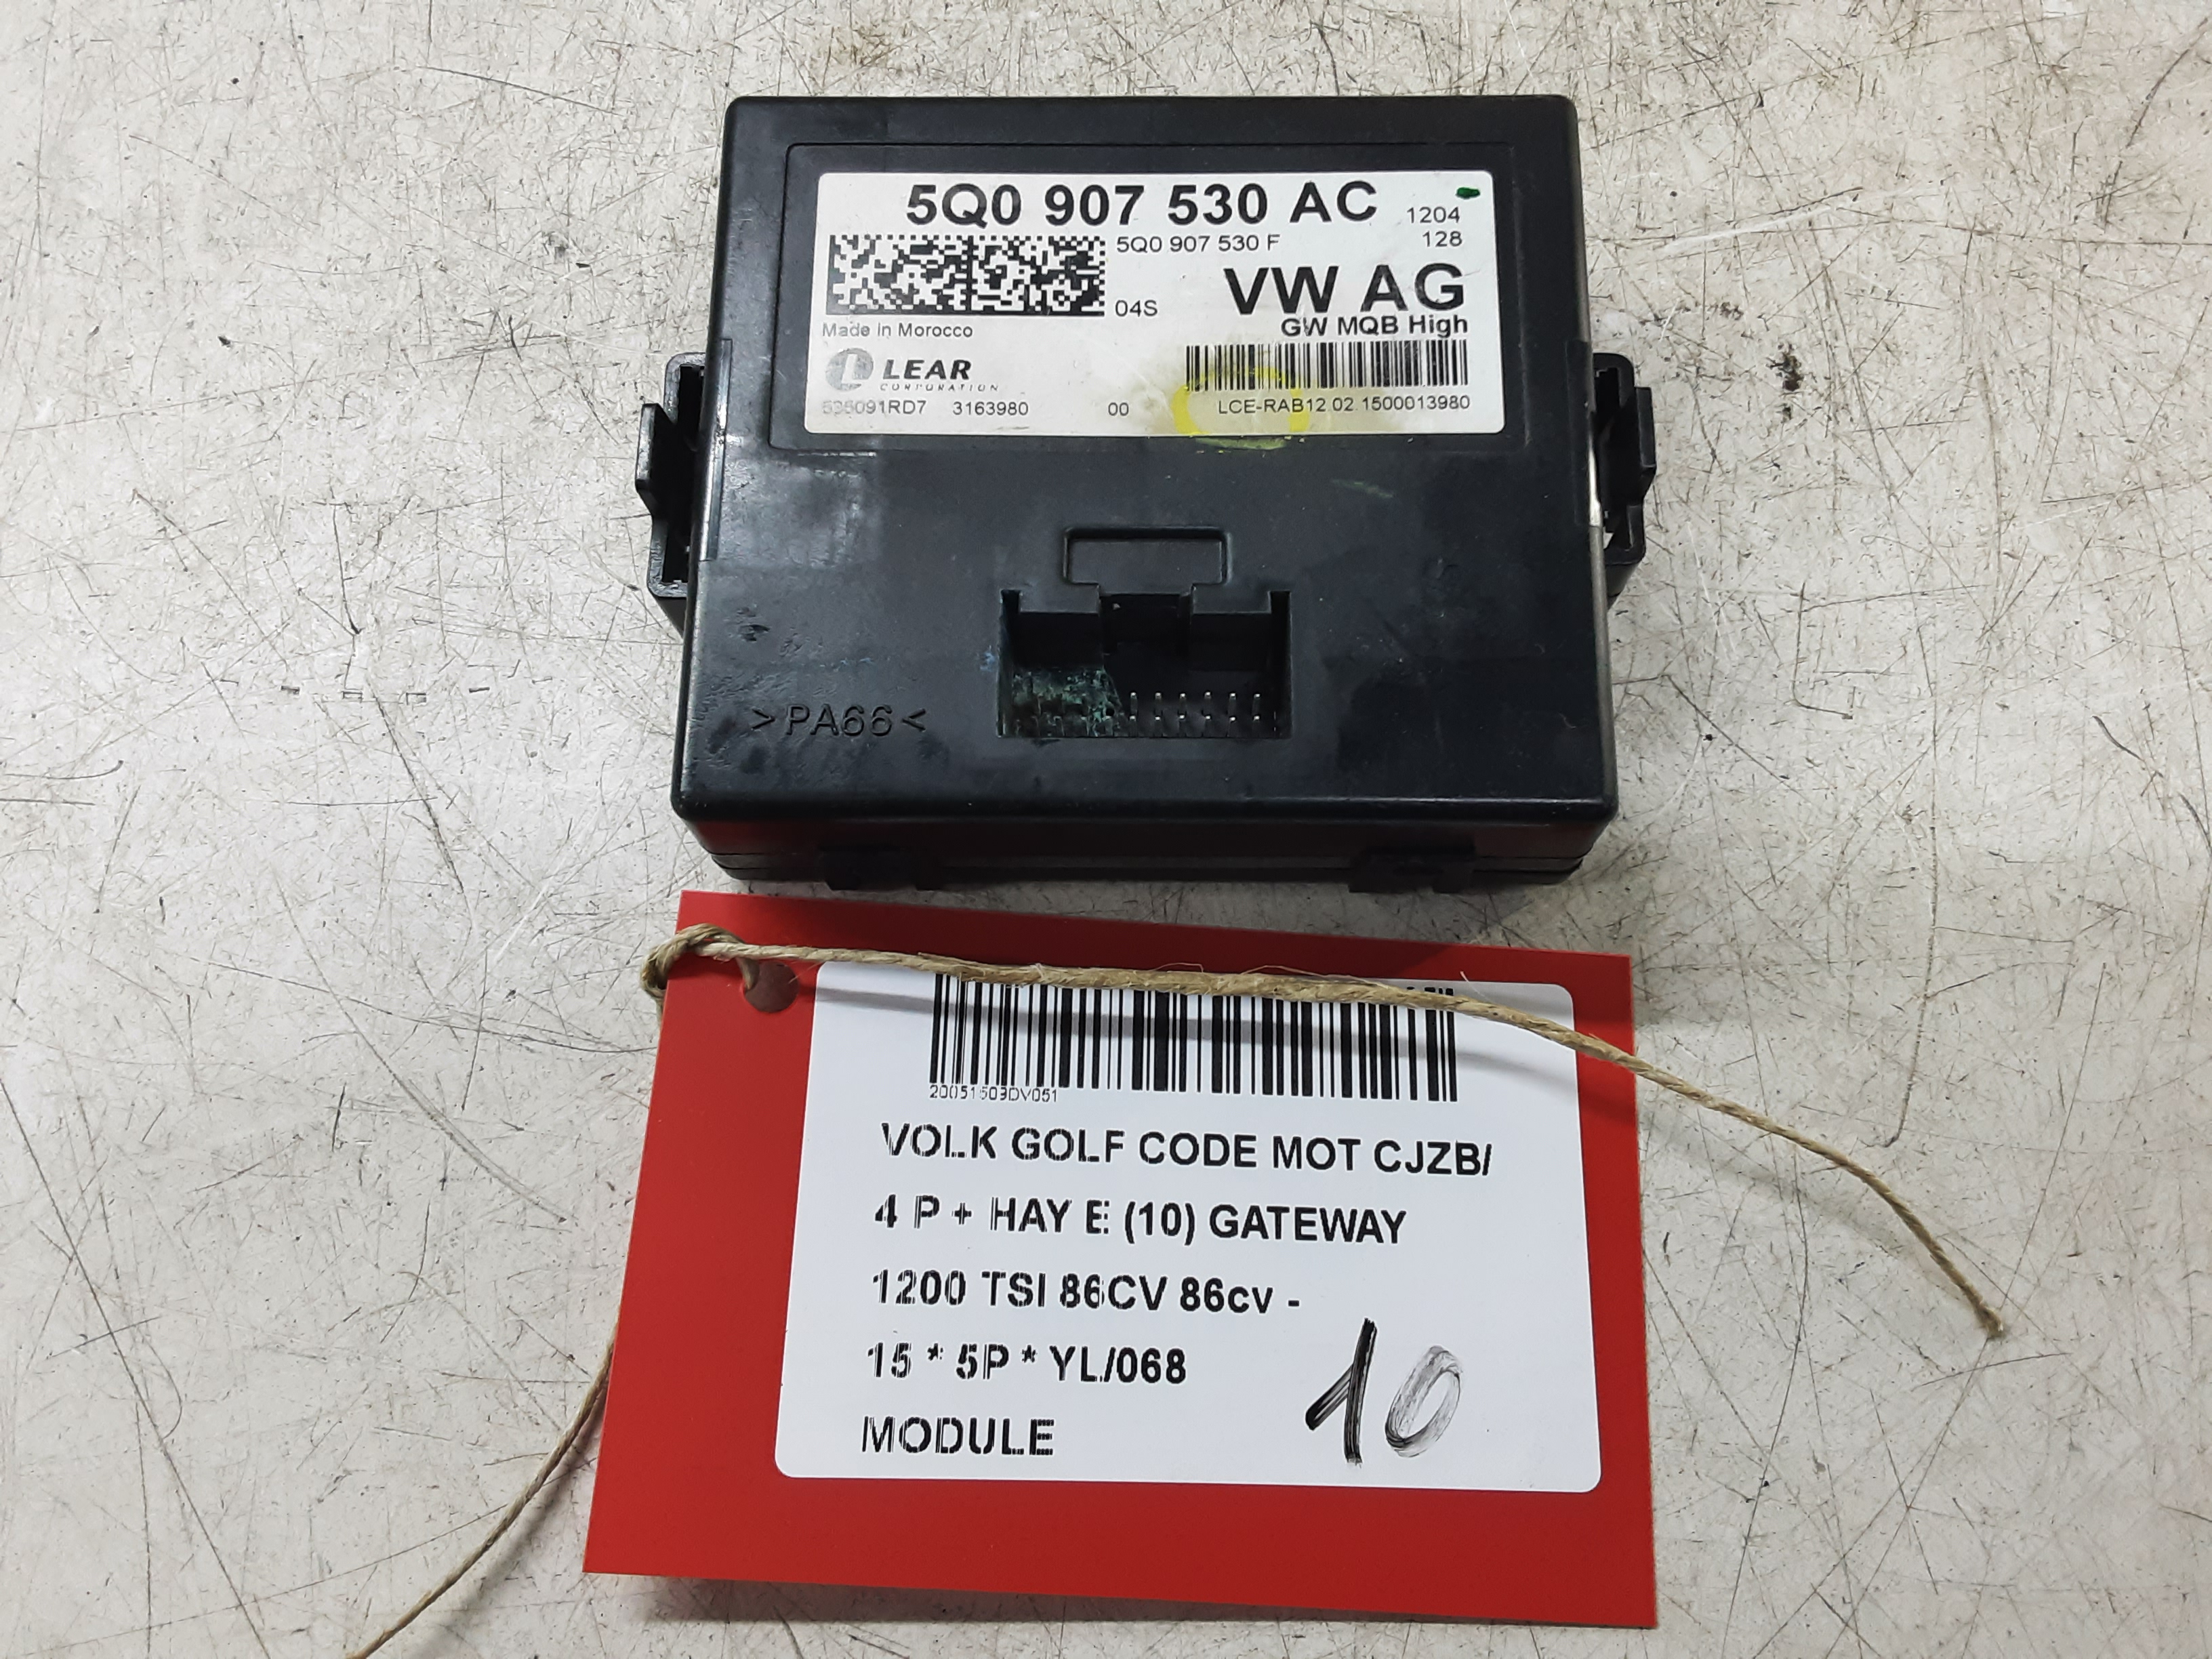 5Q0 907 530 AC
1204
5Q0 907 530 F
128
VW AG
04S
GW MQB High
Made in Morocco
LEAR
CORPORATION
3163980
00
LCE-RAB12.02.1500013980
>PA66<
20051503DV051
VOLK GOLF CODE MOT CJZB/
4 P + HAY E (10) GATEWAY
1200 TSI 86CV 86cv -
15 * 5P * YL/068
MODULE
10